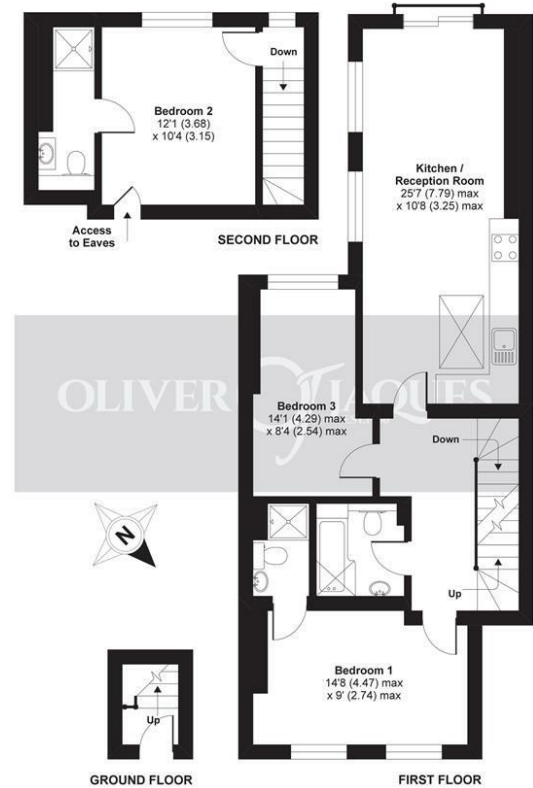 Down
Bedroom 2
12'1 (3.68)
x 10'4 (3.15)
Access
to Eaves
SECOND FLOOR
Kitchen /
Reception Room
25'7 (7.79) max
x 10'8 (3.25) max
OLIVER JAQUES
Bedroom 3
14'1 (4.29) max
x 8'4 (2.54) max
Down
N
Up
Bedroom 1
14'8 (4.47) max
x 9' (2.74) max
Up
GROUND FLOOR
FIRST FLOOR